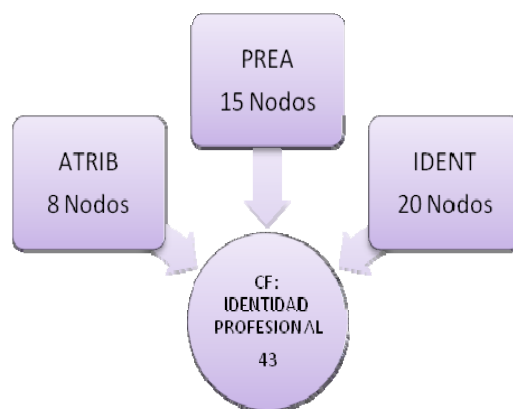 PREA
15 Nodos
ATRIB
8 Nodos
IDENT
20 Nodos
CF:
IDENTIDAD
PROFESIONAL
43